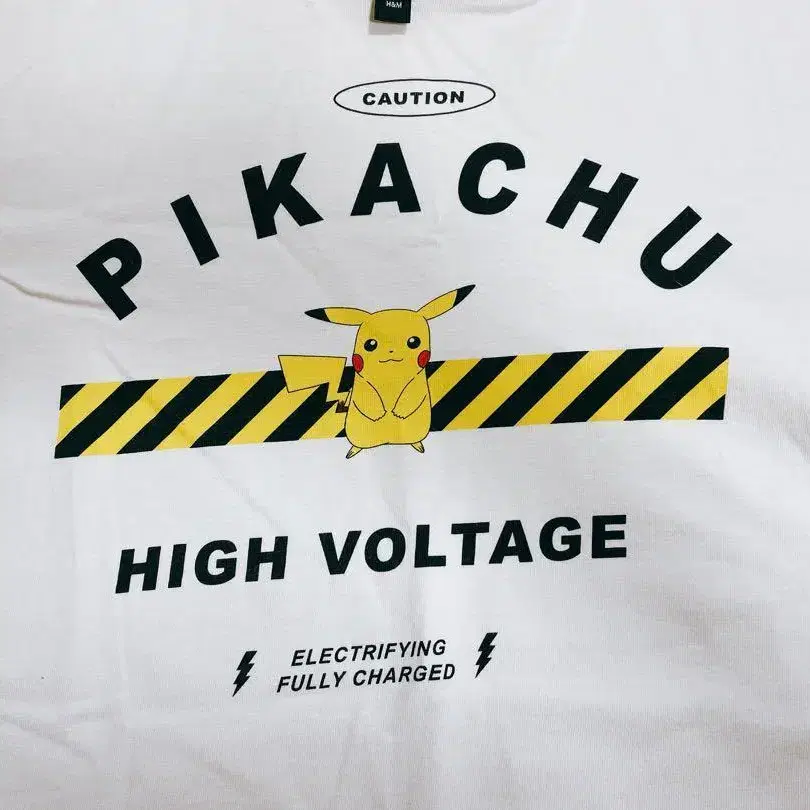 H&M
CAUTION
PIKACHU
HIGH VOLTAGE
ELECTRIFYING
FULLY CHARGED